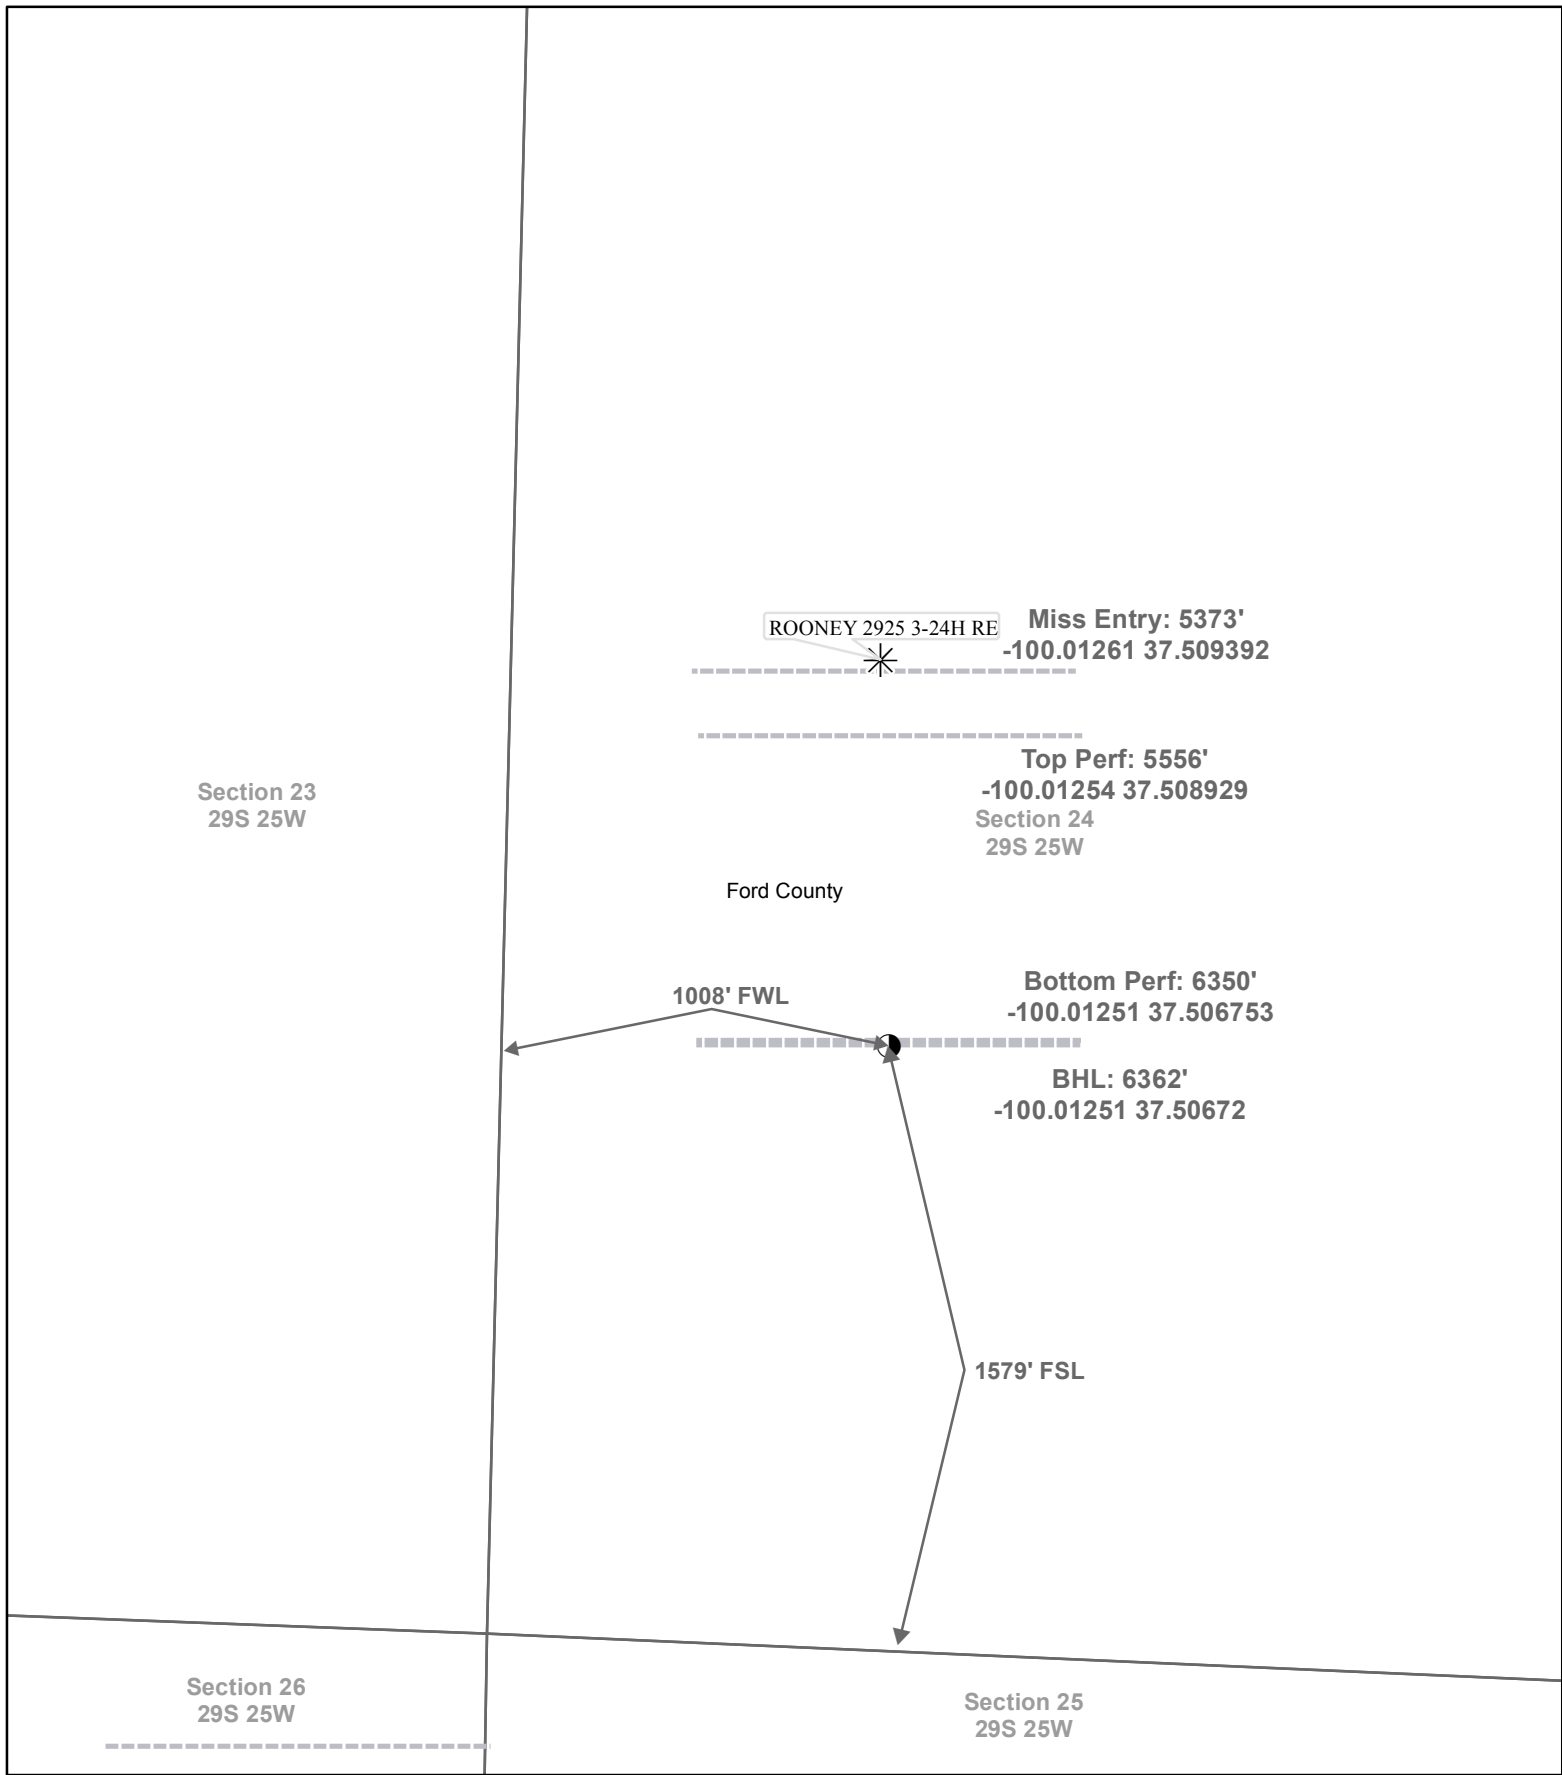 ROONEY 2925 3-24H RE
Miss Entry: 5373'
-100.01261 37.509392
Top Perf: 5556'
-100.01254 37.508929
Section 23
29S 25W
Section 24
29S 25W
Ford County
Bottom Perf: 6350'
-100.01251 37.506753
1008' FWL
BHL: 6362'
-100.01251 37.50672
1579' FSL
Section 26
29S 25W
Section 25
29S 25W